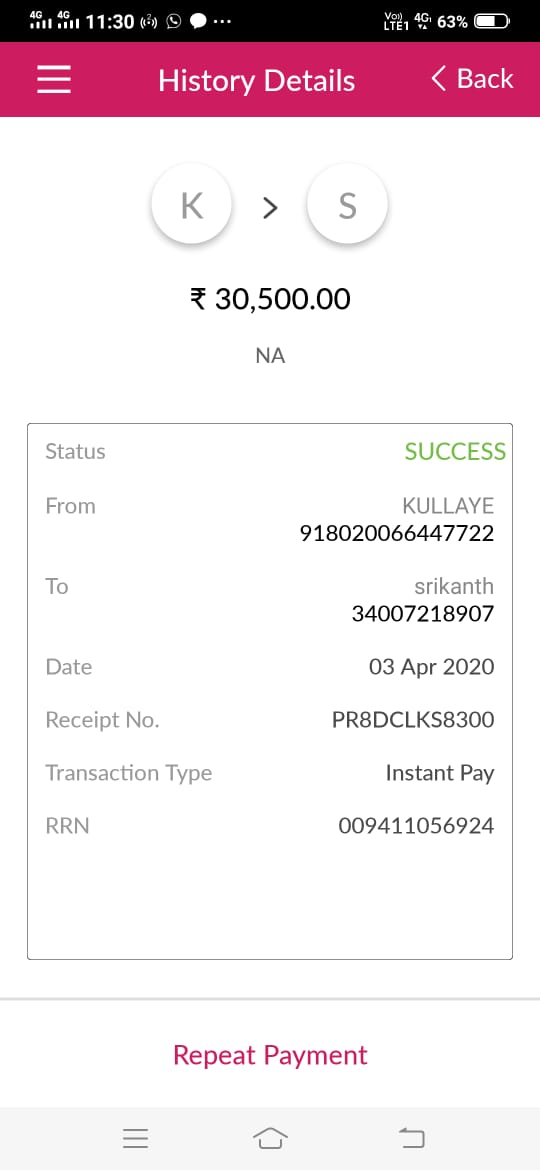 4G 4G 11:30 Vo)) LTE1 4G 63%
History Details
Back
K > S
₹ 30,500.00
NA
Status SUCCESS
From KULLAYE
918020066447722
To srikanth
34007218907
Date 03 Apr 2020
Receipt No. PR8DCLKS8300
Transaction Type Instant Pay
RRN 009411056924
Repeat Payment